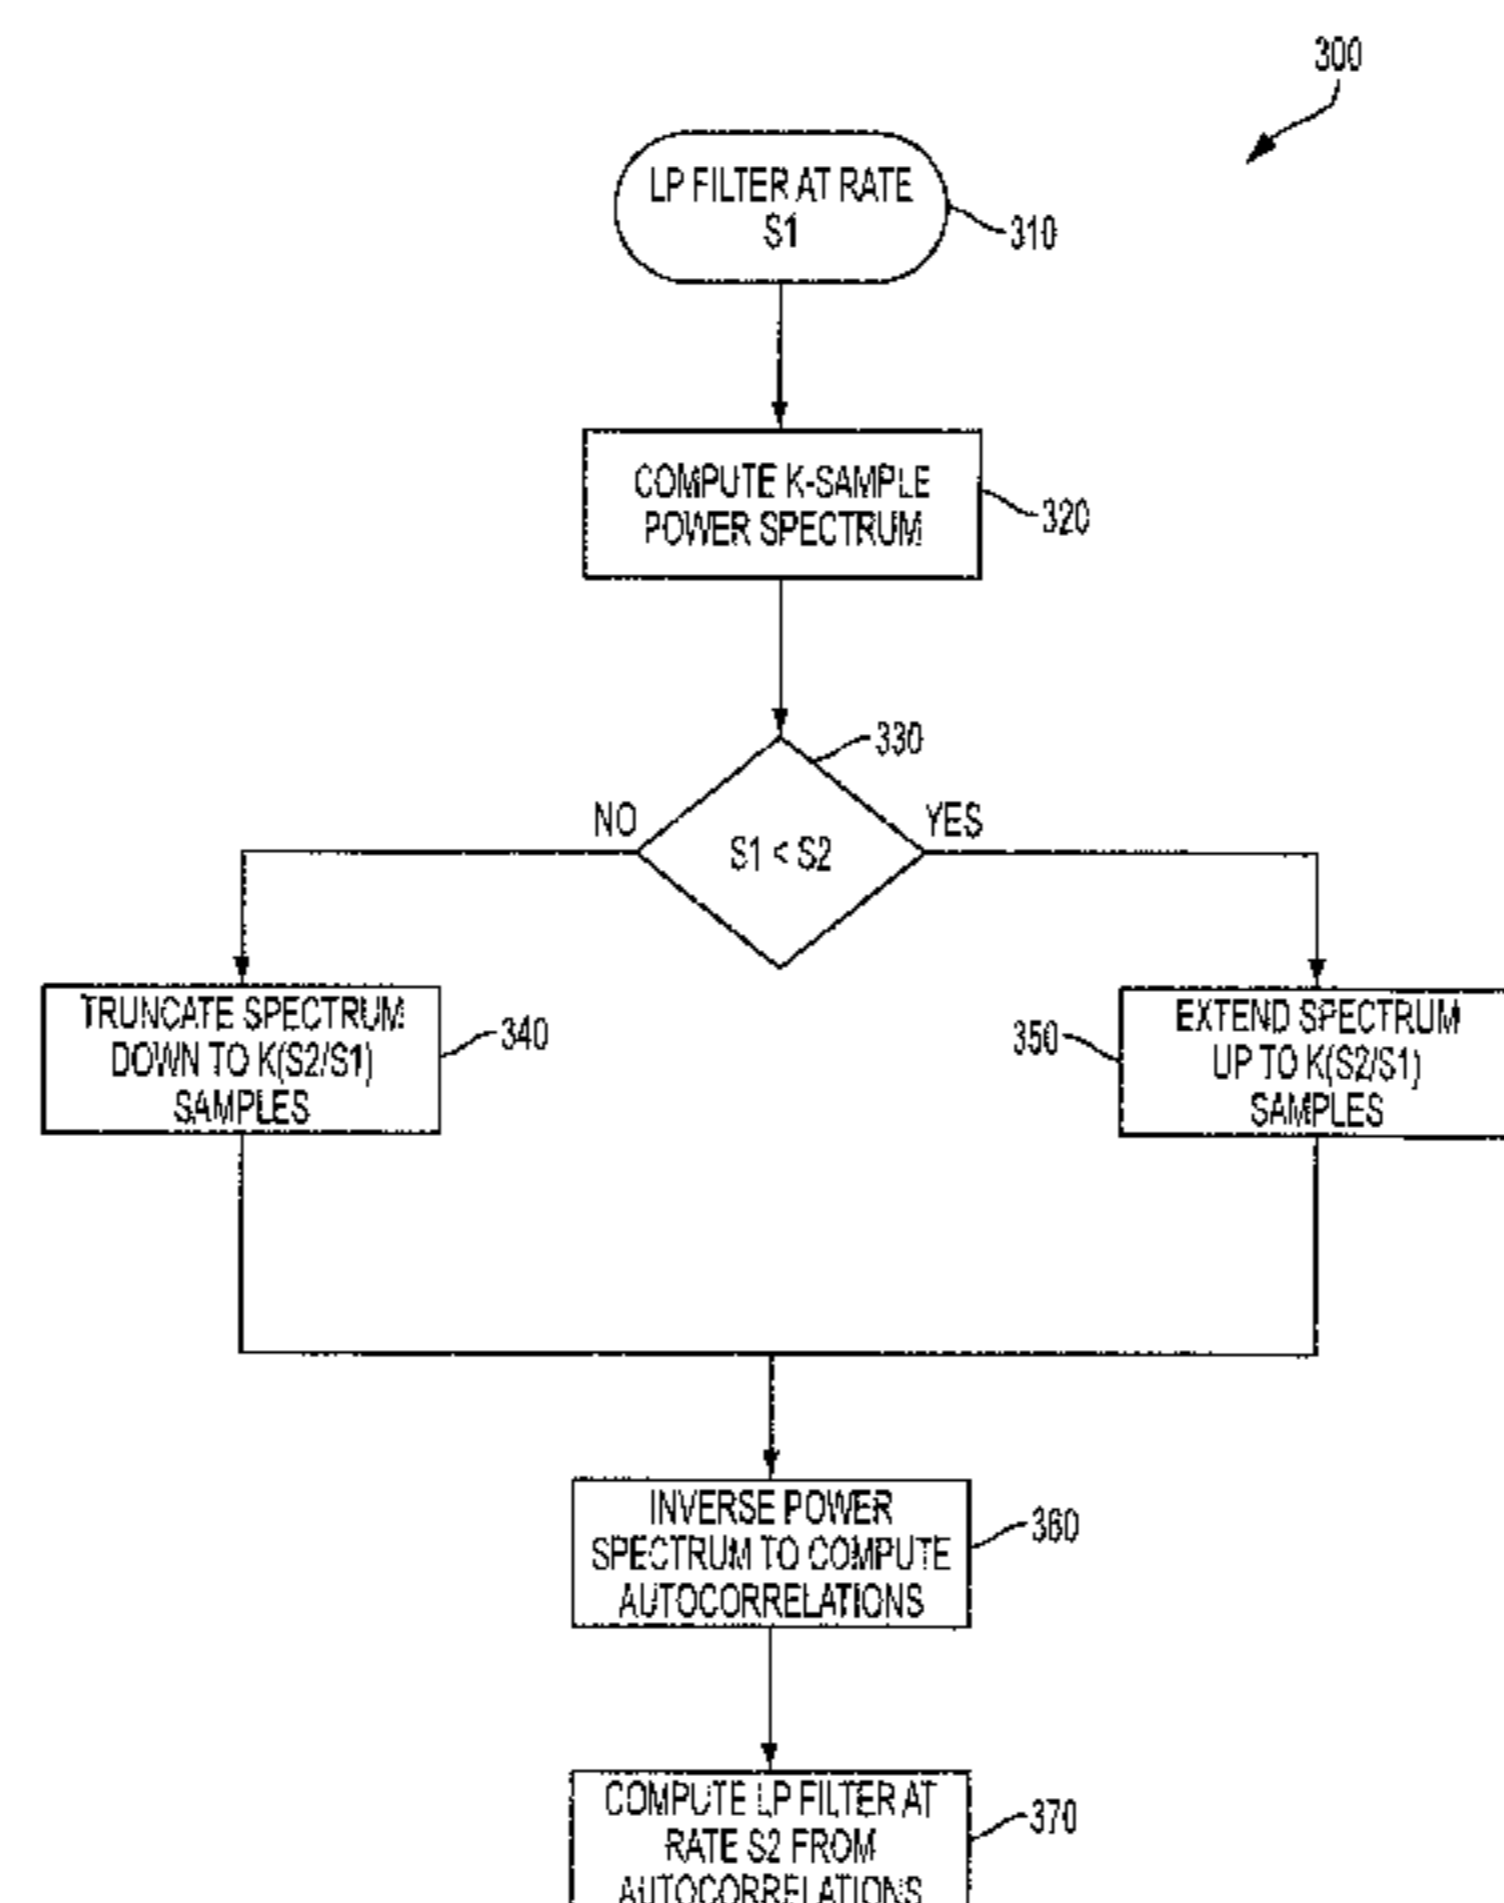 300
LP FILTER AT RATE
S1
310
COMPUTE K-SAMPLE
POWER SPECTRUM
320
330
NO
YES
S1 < S2
TRUNCATE SPECTRUM
DOWN TO K(S2/S1)
SAMPLES
340
350
EXTEND SPECTRUM
UP TO K(S2/S1)
SAMPLES
INVERSE POWER
SPECTRUM TO COMPUTE
AUTOCORRELATIONS
360
COMPUTE LP FILTER AT
RATE S2 FROM
AUTOCORRELATIONS
370